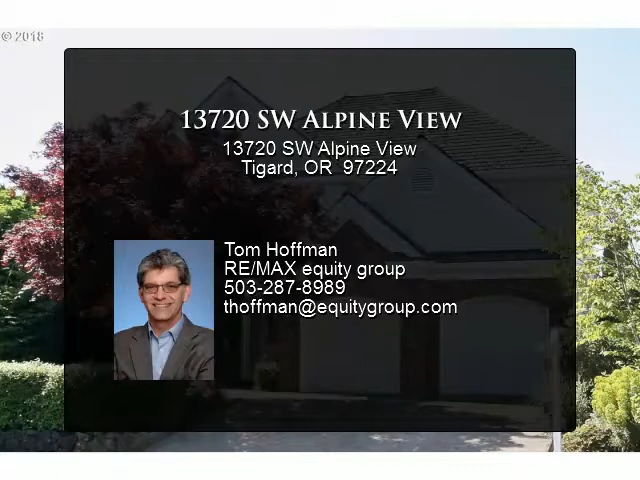 © 2018
13720 SW Alpine View
13720 SW Alpine View
Tigard, OR 97224
Tom Hoffman
RE/MAX equity group
503-287-8989
thoffman@equitygroup.com